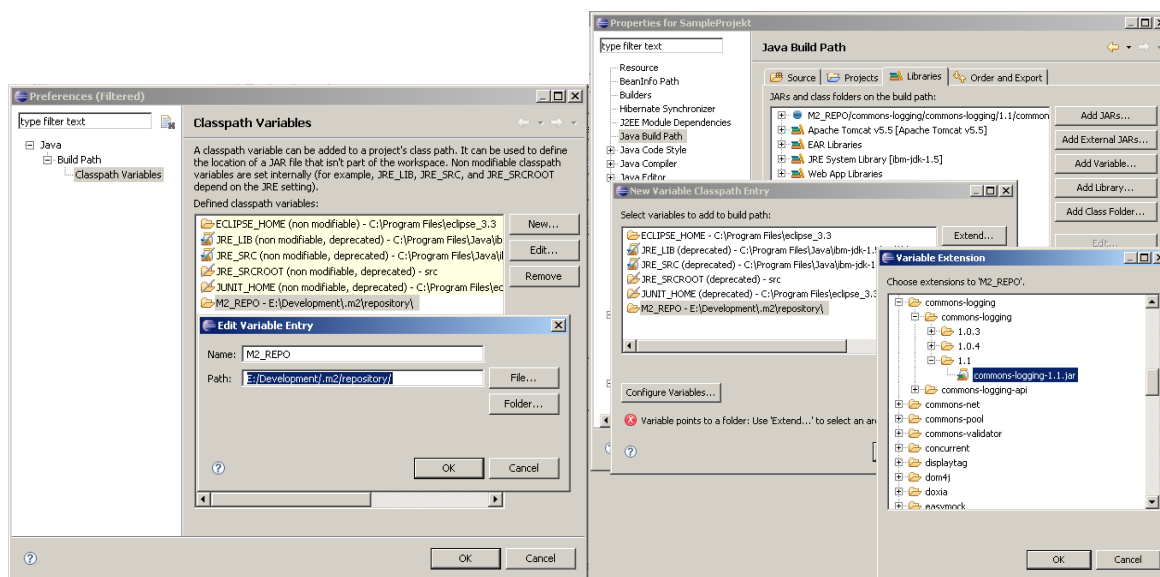 Preferences (Filtered)
type filter text
Java
Build Path
Classpath Variables
Classpath Variables
A classpath variable can be added to a project's class path. It can be used to define
the location of a JAR file that isn't part of the workspace. Non modifiable classpath
variables are set internally (for example, JRE_LIB, JRE_SRC, and JRE_SRCROOT
depend on the JRE setting).
Defined classpath variables:
ECLIPSE_HOME (non modifiable) - C:\Program Files\eclipse_3.3
JRE_LIB (non modifiable, deprecated) - C:\Program Files\Java\ib
JRE_SRC (non modifiable, deprecated) - C:\Program Files\Java\i
JRE_SRCROOT (non modifiable, deprecated) - src
JUNIT_HOME (non modifiable, deprecated) - C:\Program Files\ec
M2_REPO - E:\Development\.m2\repository\
New...
Edit...
Remove
Edit Variable Entry
Name: M2_REPO
Path: E:/Development/.m2/repository/
File...
Folder...
OK Cancel
OK Cancel
Properties for SampleProjekt
type filter text
Resource
BeanInfo Path
Builders
Hibernate Synchronizer
J2EE Module Dependencies
Java Build Path
Java Code Style
Java Compiler
Java Editor
Java Build Path
Source Projects Libraries Order and Export
JARs and class folders on the build path:
M2_REPO/commons-logging/commons-logging/1.1/common
Apache Tomcat v5.5 [Apache Tomcat v5.5]
EAR Libraries
JRE System Library [ibm-jdk-1.5]
Web App Libraries
Add JARs...
Add External JARs...
Add Variable...
Add Library...
Add Class Folder...
Edit...
New Variable Classpath Entry
Select variables to add to build path:
ECLIPSE_HOME - C:\Program Files\eclipse_3.3
JRE_LIB (deprecated) - C:\Program Files\Java\ibm-jdk-1.5
JRE_SRC (deprecated) - C:\Program Files\Java\ibm-jdk-1
JRE_SRCROOT (deprecated) - src
JUNIT_HOME (deprecated) - C:\Program Files\eclipse_3.3
M2_REPO - E:\Development\.m2\repository\
Extend...
Configure Variables...
Variable points to a folder: Use 'Extend...' to select an ar
Variable Extension
Choose extensions to 'M2_REPO'.
commons-logging
commons-logging
1.0.3
1.0.4
1.1
commons-logging-1.1.jar
commons-logging-api
commons-net
commons-pool
commons-validator
concurrent
displaytag
dom4j
doxia
easymock
OK Cancel